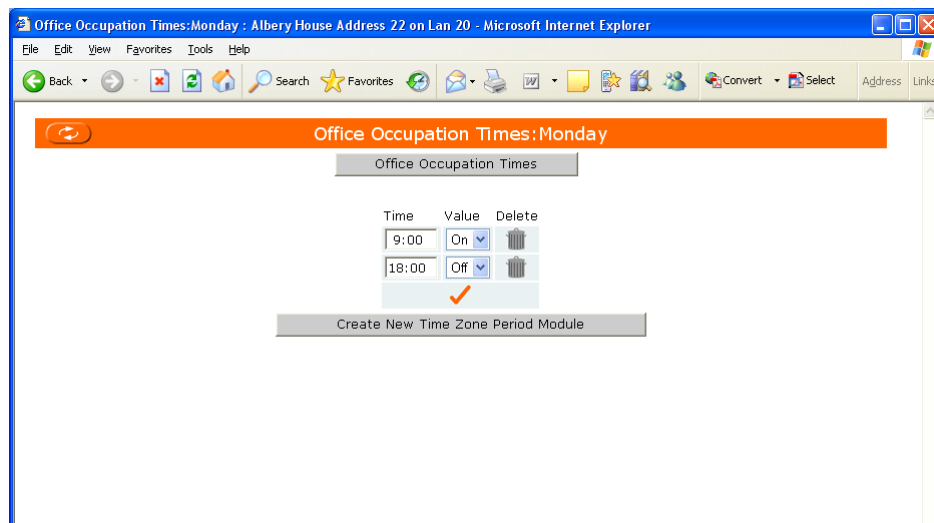 Office Occupation Times:Monday : Albery House Address 22 on Lan 20 - Microsoft Internet Explorer
File Edit View Favorites Tools Help
Back Search Favorites W Convert Select Address Links
Office Occupation Times:Monday
Office Occupation Times
Time Value Delete
9:00 On
18:00 Off
Create New Time Zone Period Module